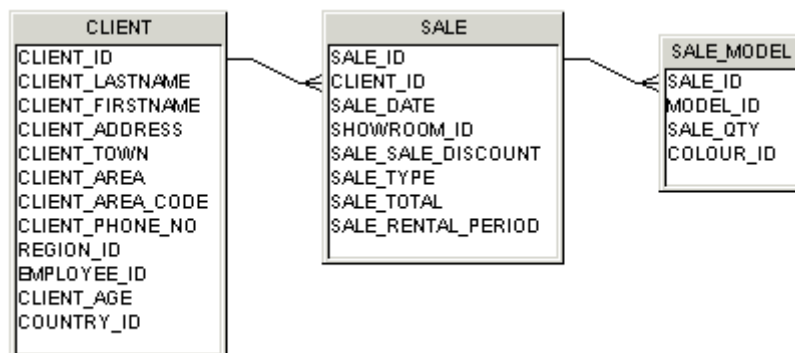 CLIENT
CLIENT_ID
CLIENT_LASTNAME
CLIENT_FIRSTNAME
CLIENT_ADDRESS
CLIENT_TOWN
CLIENT_AREA
CLIENT_AREA_CODE
CLIENT_PHONE_NO
REGION_ID
EMPLOYEE_ID
CLIENT_AGE
COUNTRY_ID
SALE
SALE_ID
CLIENT_ID
SALE_DATE
SHOWROOM_ID
SALE_SALE_DISCOUNT
SALE_TYPE
SALE_TOTAL
SALE_RENTAL_PERIOD
SALE_MODEL
SALE_ID
MODEL_ID
SALE_QTY
COLOUR_ID